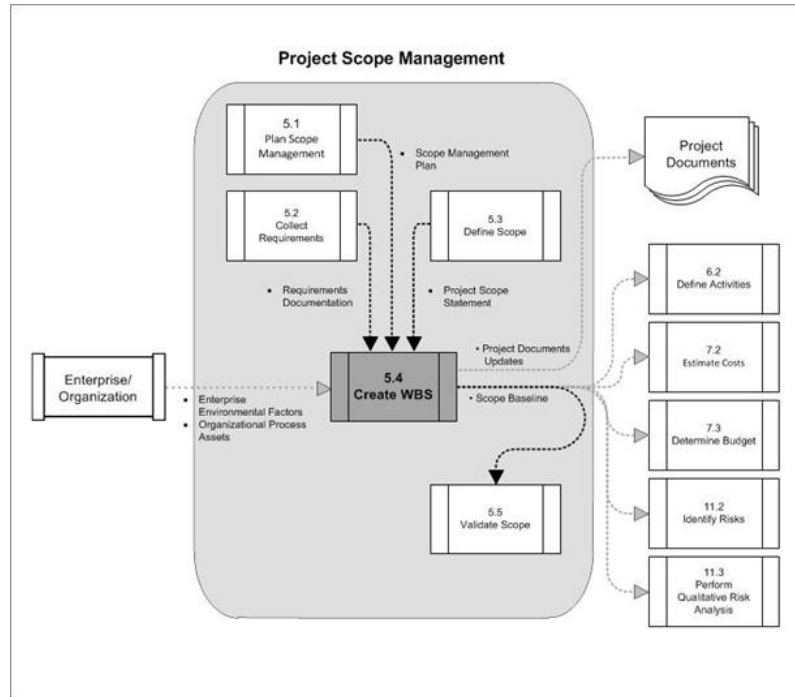 Project Scope Management
5.1
Plan Scope
Management
• Scope Management
Plan
Project
Documents
5.2
Collect
Requirements
5.3
Define Scope
• Requirements
Documentation
• Project Scope
Statement
6.2
Define Activities
• Project Documents
Updates
7.2
Estimate Costs
Enterprise/
Organization
• Enterprise
Environmental Factors
• Organizational Process
Assets
5.4
Create WBS
• Scope Baseline
7.3
Determine Budget
5.5
Validate Scope
11.2
Identify Risks
11.3
Perform
Qualitative Risk
Analysis